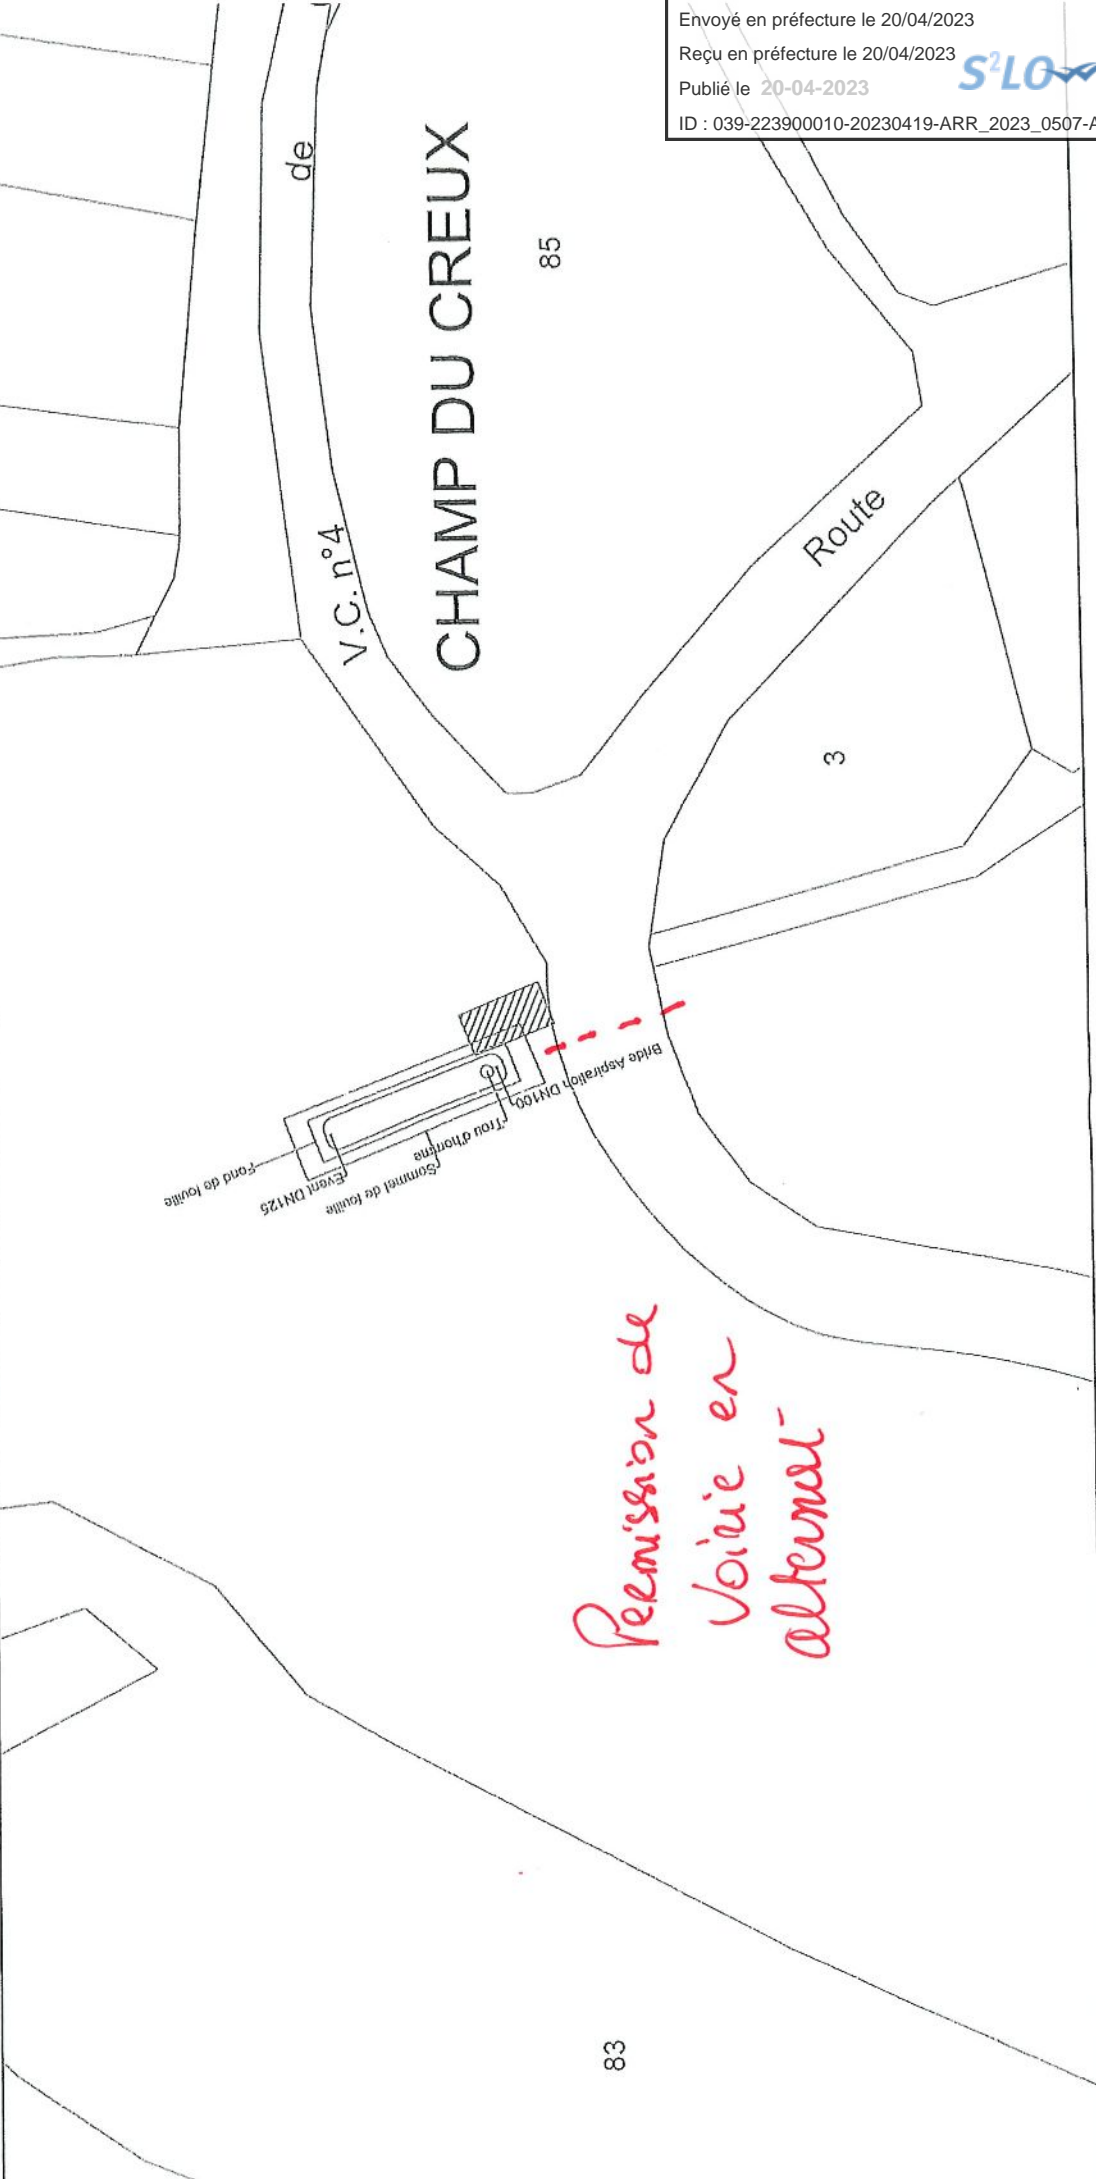 Envoyé en préfecture le 20/04/2023
Reçu en préfecture le 20/04/2023
Publié le 20-04-2023
S²LO
ID : 039-223900010-20230419-ARR_2023_0507-A
de
V.C. n°4
CHAMP DU CREUX
85
Route
3
Fond de fouille
Event DN125
Sommet de fouille
Trou d'homme
Bride Aspiration DN100
Permission de
Voirie en
alternat
83